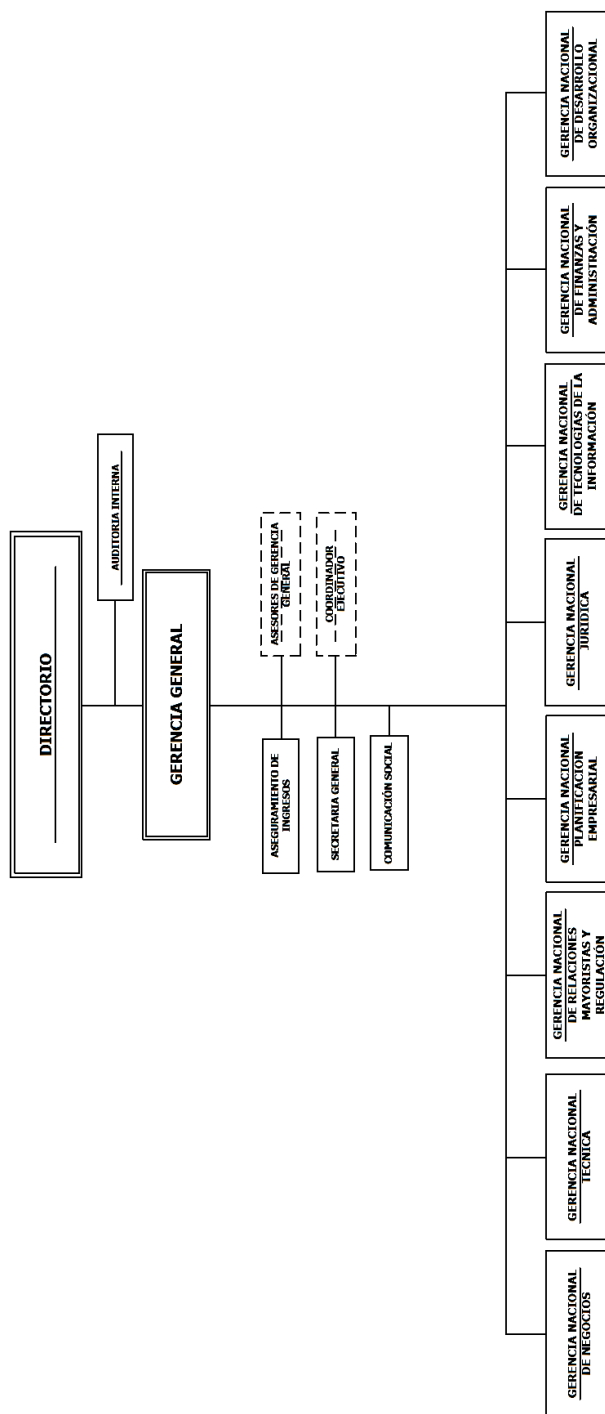 DIRECTORIO
AUDITORIA INTERNA
GERENCIA GENERAL
ASEGURAMIENTO DE
INGRESOS
ASESORES DE GERENCIA
GENERAL
SECRETARIA GENERAL
COORDINADOR
EJECUTIVO
COMUNICACIÓN SOCIAL
GERENCIA NACIONAL
DE NEGOCIOS
GERENCIA NACIONAL
TECNICA
GERENCIA NACIONAL
DE RELACIONES
MAYORISTAS Y
REGULACIÓN
GERENCIA NACIONAL
PLANIFICACION
EMPRESARIAL
GERENCIA NACIONAL
JURIDICA
GERENCIA NACIONAL
DE TECNOLOGÍAS DE LA
INFORMACIÓN
GERENCIA NACIONAL
DE FINANZAS Y
ADMINISTRACIÓN
GERENCIA NACIONAL
DE DESARROLLO
ORGANIZACIONAL